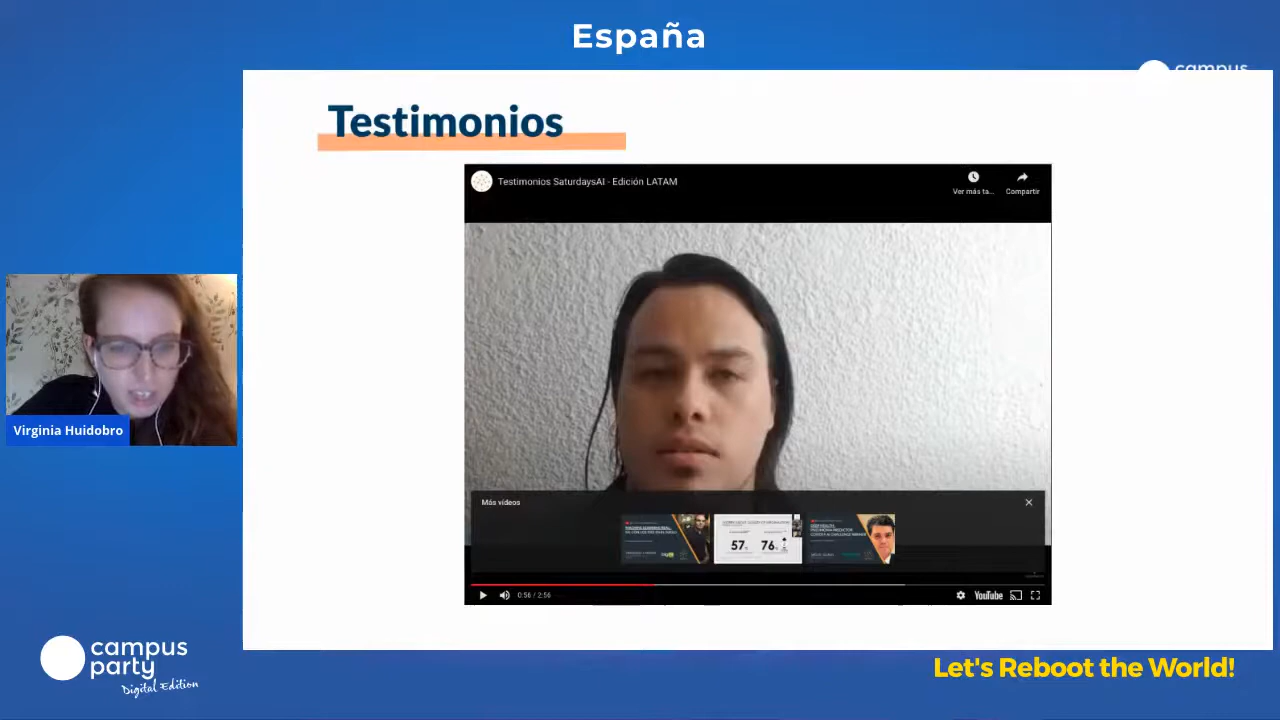 España
campus
Testimonios
Testimonios SaturdaysAI - Edición LATAM
Ver más ta...
Compartir
Virginia Huidobro
Más vídeos
57
76
0:56 / 2:56
YouTube
campus
party
Digital Edition
Let's Reboot the World!